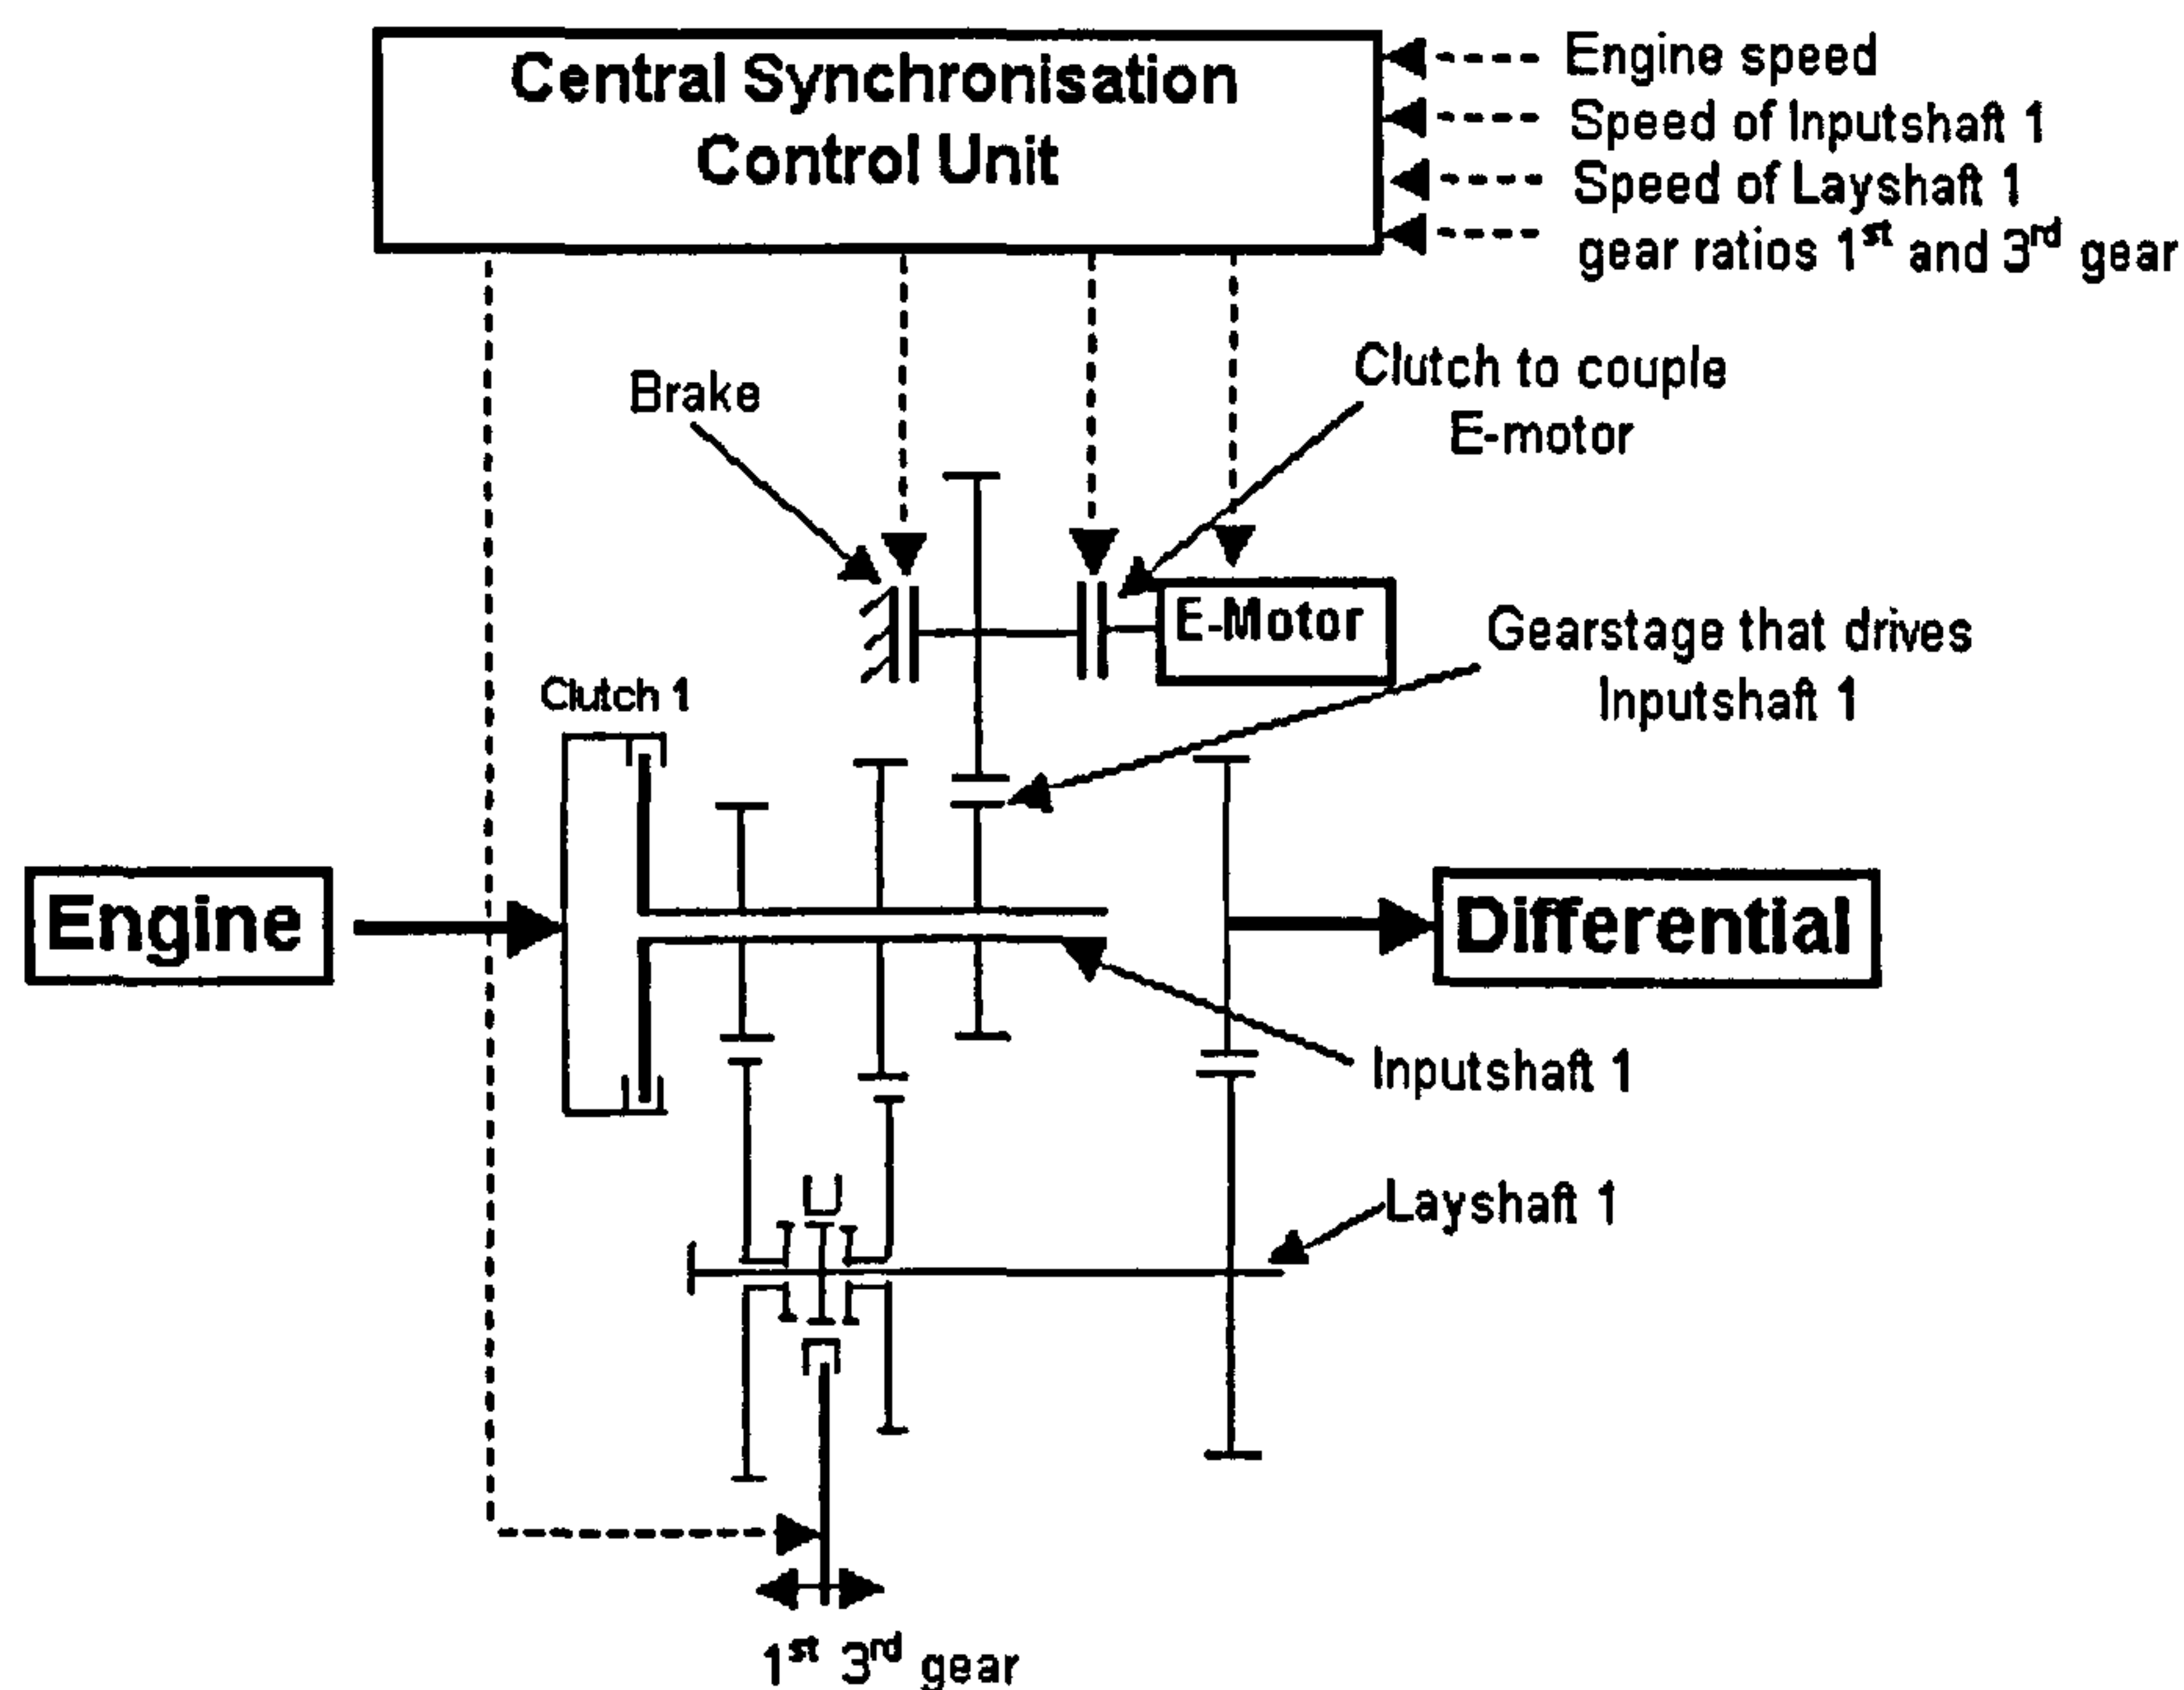 Central Synchronisation
Control Unit
Engine speed
Speed of Inputshaft 1
Speed of Layshaft 1
gear ratios 1st and 3rd gear
Brake
Clutch to couple
E-motor
E-Motor
Gearstage that drives
Inputshaft 1
Clutch 1
Engine
Differential
Inputshaft 1
Layshaft 1
1st 3rd gear